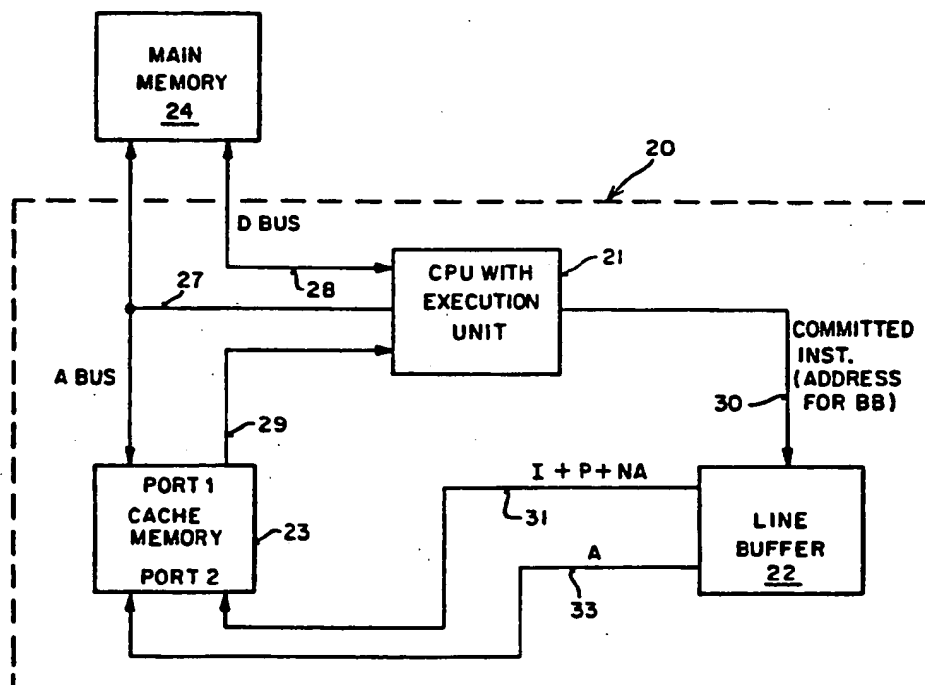 MAIN
MEMORY
24
20
D BUS
CPU WITH
EXECUTION
UNIT
21
27
28
COMMITTED
INST.
(ADDRESS
FOR BB)
A BUS
30
29
I + P + NA
PORT 1
CACHE
MEMORY
PORT 2
23
31
LINE
BUFFER
22
A
33